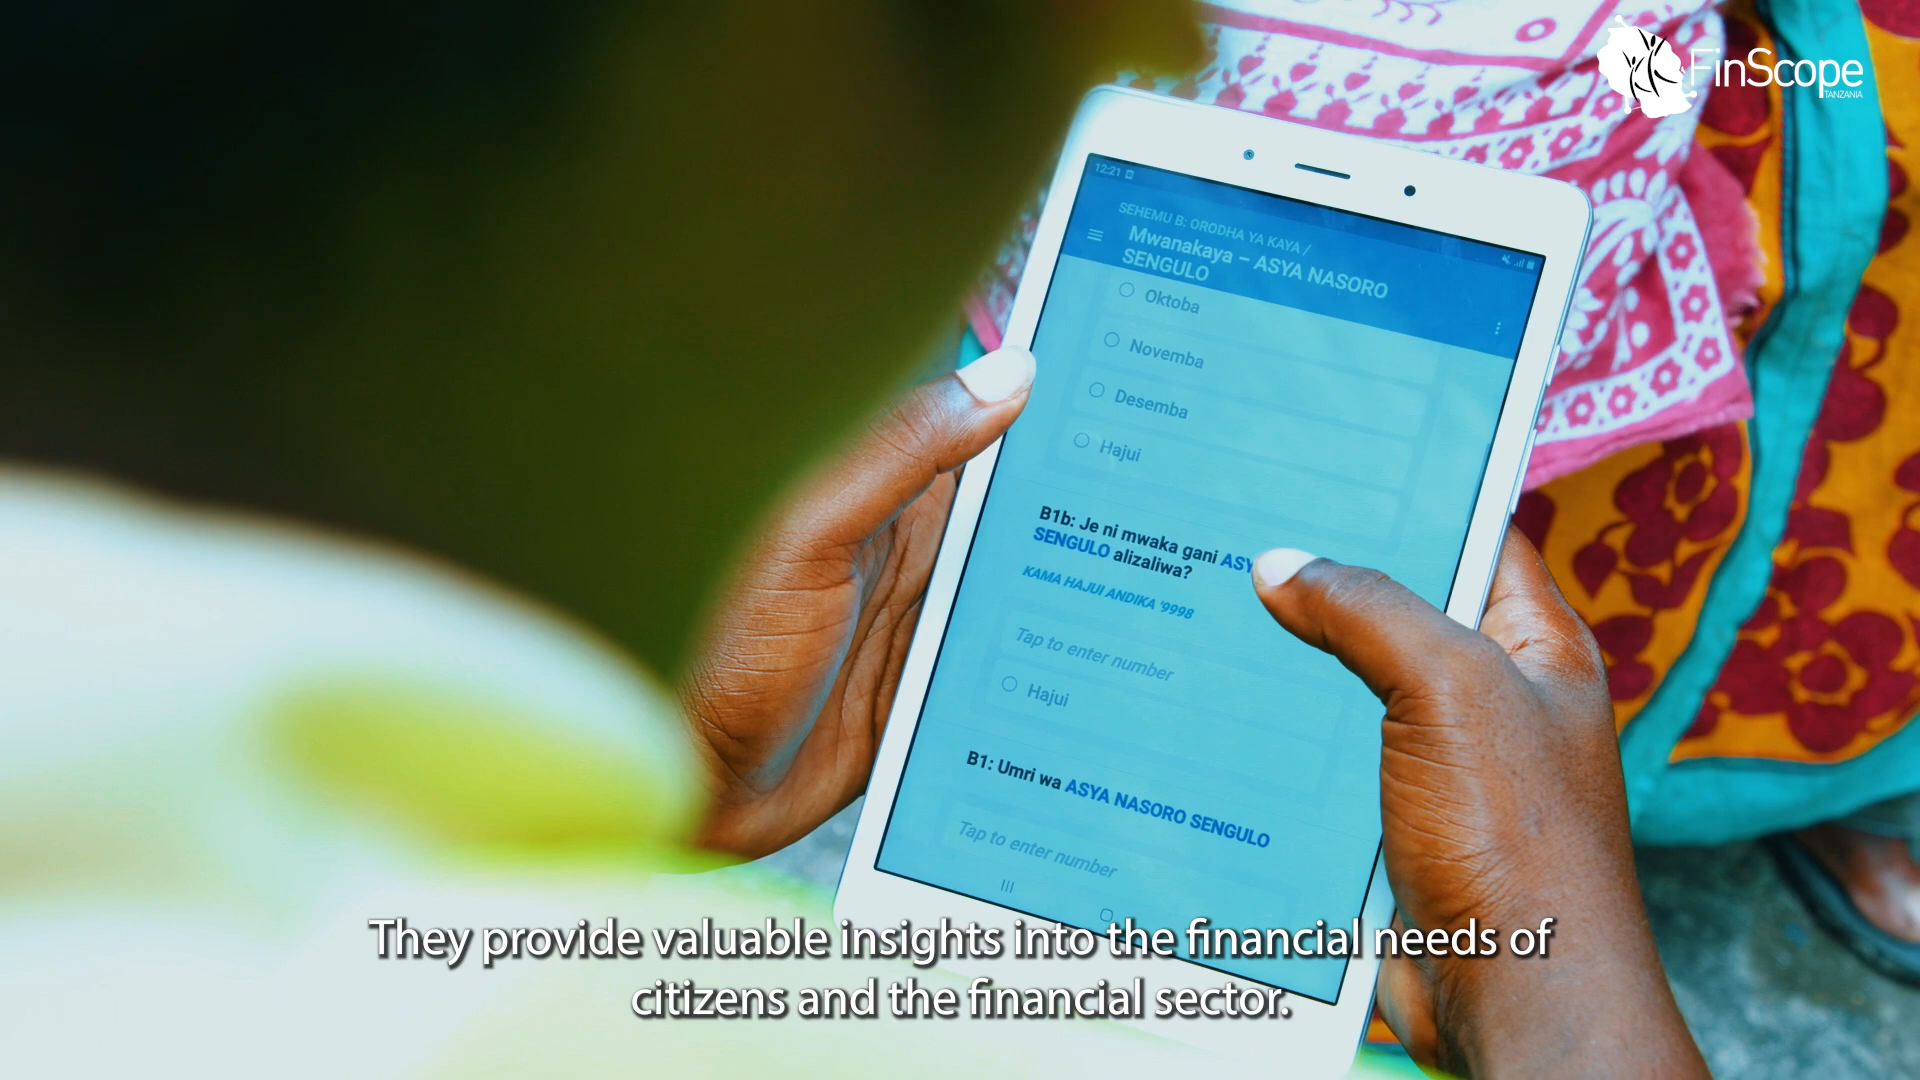 FinScope
TANZANIA
12:21
SEHEMU B: ORODHA YA KAYA /
Mwanakaya – ASYA NASORO
SENGULO
Oktoba
Novemba
Desemba
Hajui
B1b: Je ni mwaka gani ASY
SENGULO alizaliwa?
KAMA HAJUI ANDIKA '9998
Tap to enter number
Hajui
B1: Umri wa ASYA NASORO SENGULO
Tap to enter number
They provide valuable insights into the financial needs of
citizens and the financial sector.